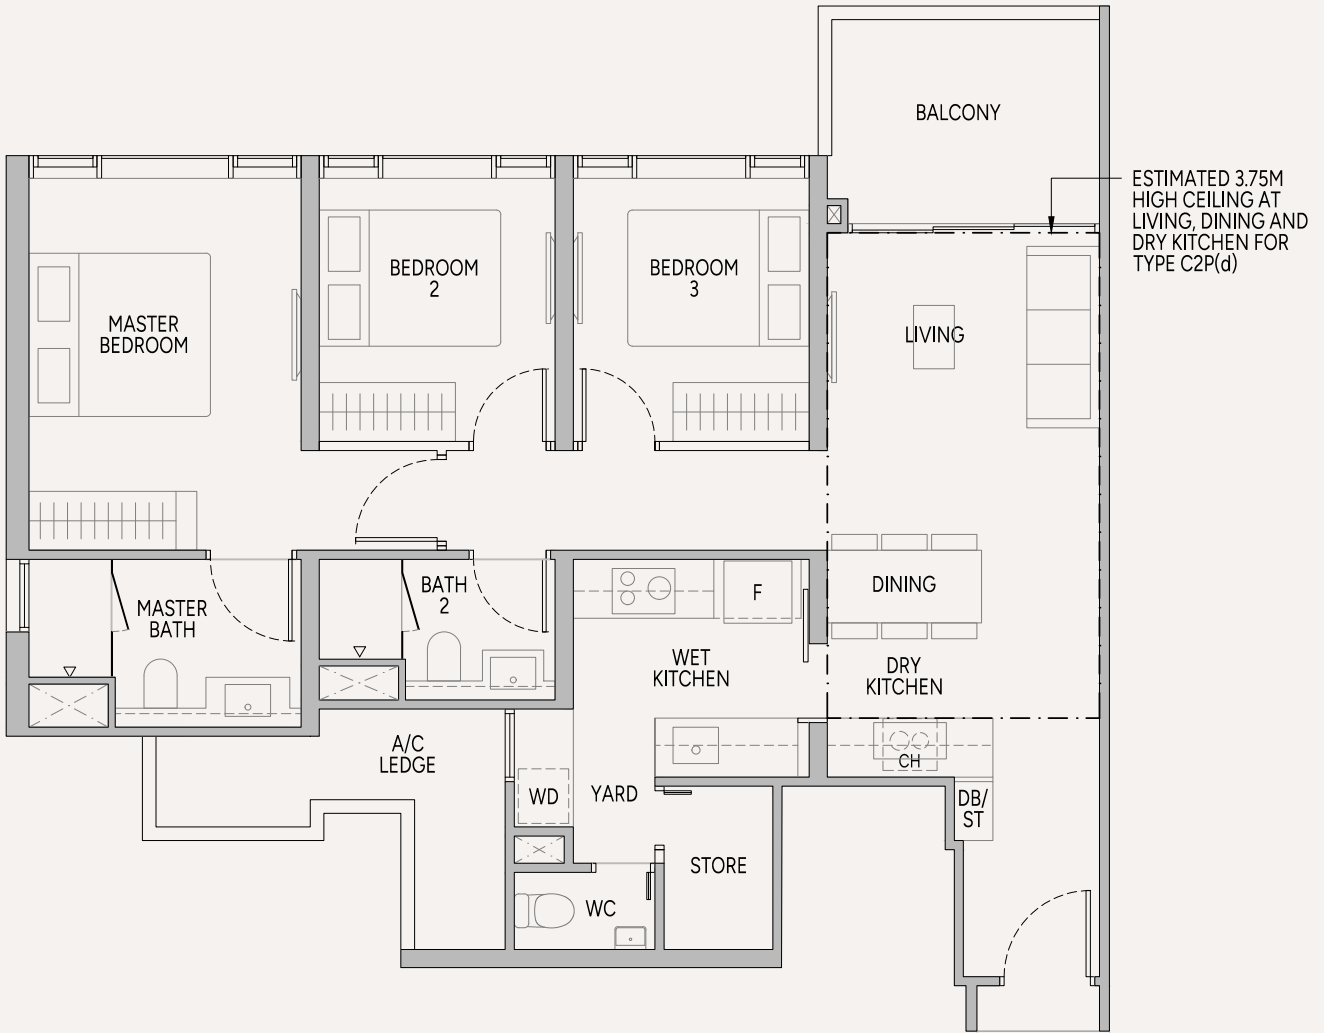 BALCONY
ESTIMATED 3.75M
HIGH CEILING AT
LIVING, DINING AND
DRY KITCHEN FOR
TYPE C2P(d)
MASTER
BEDROOM
BEDROOM
2
BEDROOM
3
LIVING
MASTER
BATH
BATH
2
F
DINING
WET
KITCHEN
DRY
KITCHEN
A/C
LEDGE
CH
WD
YARD
DB/
ST
STORE
WC